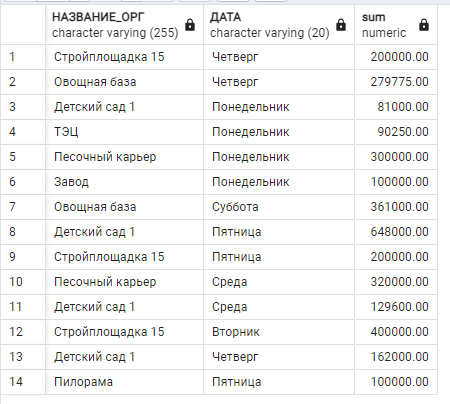 НАЗВАНИЕ_ОРГ ДАТА sum
character varying (255) character varying (20) numeric
1 Стройплощадка 15 Четверг 200000.00
2 Овощная база Четверг 279775.00
3 Детский сад 1 Понедельник 81000.00
4 ТЭЦ Понедельник 90250.00
5 Песочный карьер Понедельник 300000.00
6 Завод Понедельник 100000.00
7 Овощная база Суббота 361000.00
8 Детский сад 1 Пятница 648000.00
9 Стройплощадка 15 Пятница 200000.00
10 Песочный карьер Среда 320000.00
11 Детский сад 1 Среда 129600.00
12 Стройплощадка 15 Вторник 400000.00
13 Детский сад 1 Четверг 162000.00
14 Пилорама Пятница 100000.00